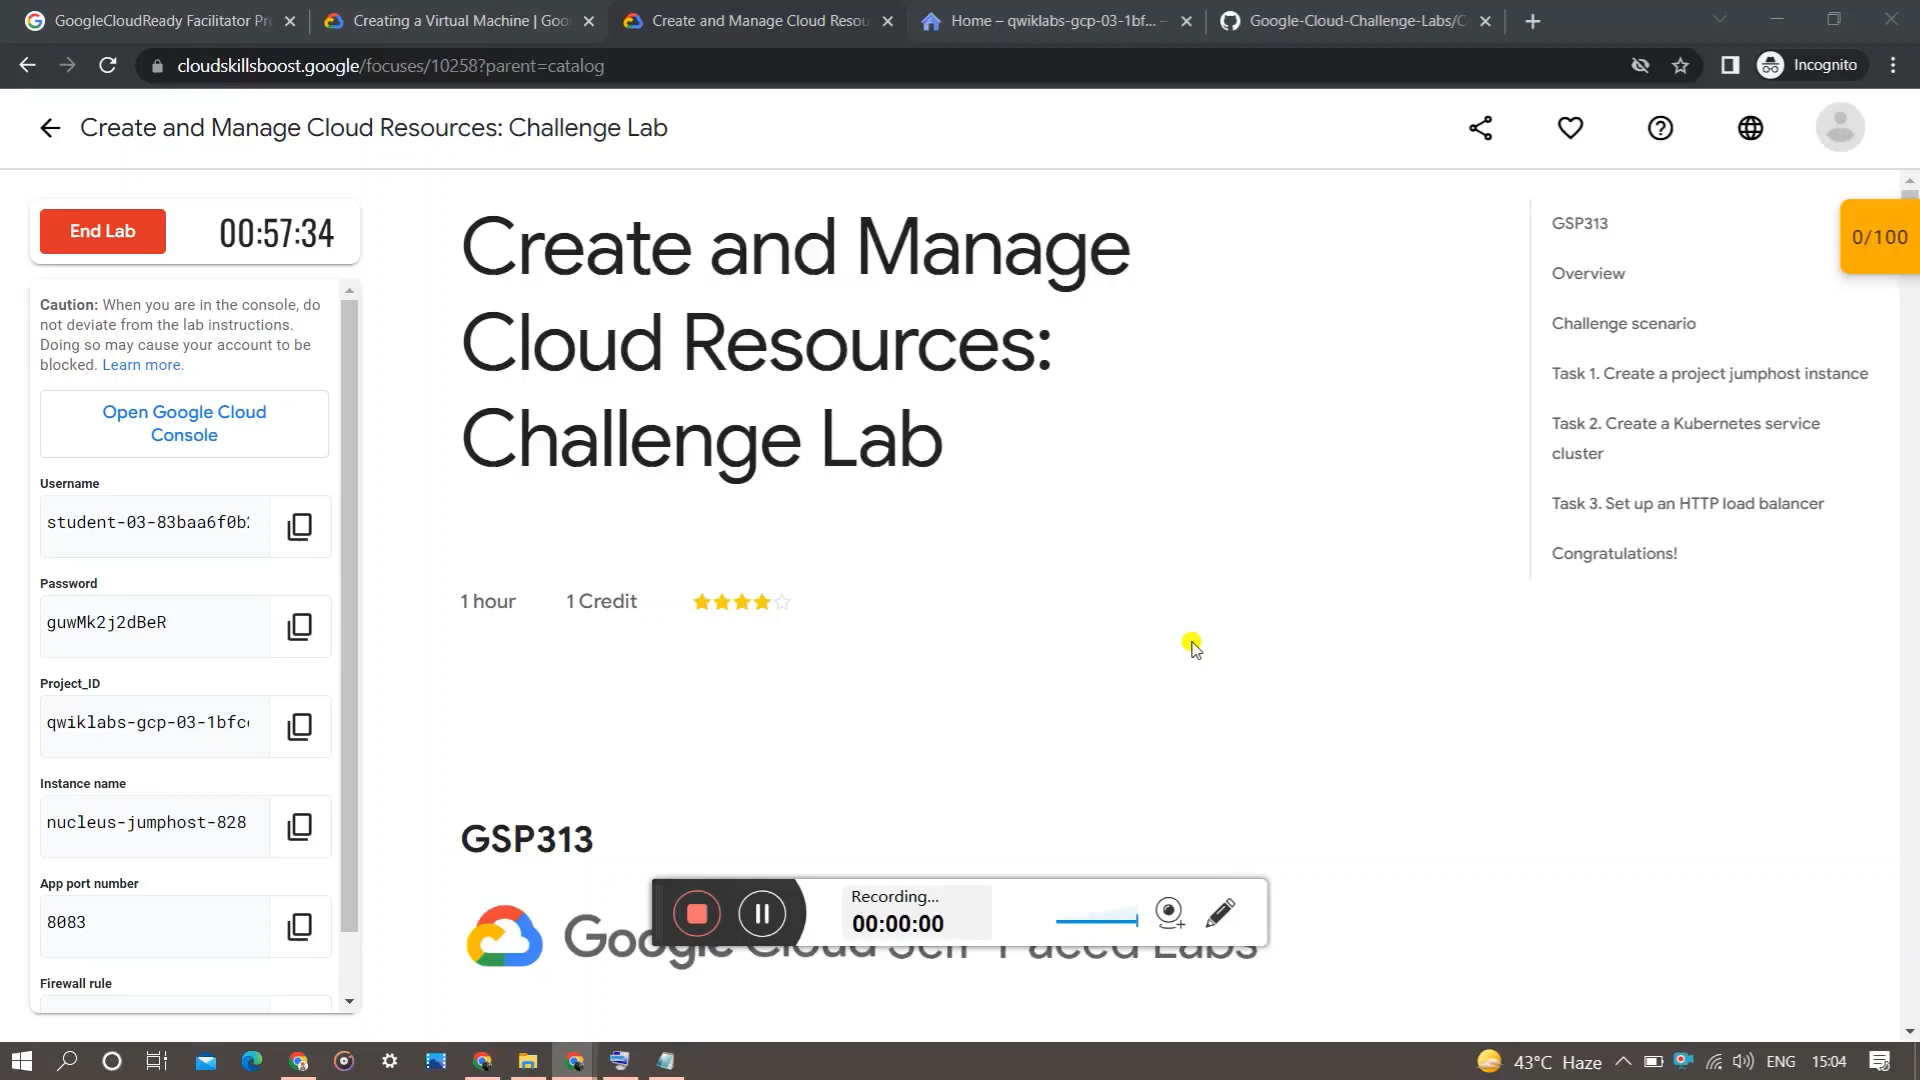 GoogleCloudReady Facilitator Pr
Creating a Virtual Machine | Goo
Create and Manage Cloud Resou
Home – qwiklabs-gcp-03-1bf... –
Google-Cloud-Challenge-Labs/C
cloudskillsboost.google/focuses/10258?parent=catalog
Incognito
Create and Manage Cloud Resources: Challenge Lab
End Lab
00:57:34
Caution: When you are in the console, do
not deviate from the lab instructions.
Doing so may cause your account to be
blocked. Learn more.
Open Google Cloud
Console
Username
student-03-83baa6f0b
Password
guwMk2j2dBeR
Project_ID
qwiklabs-gcp-03-1bfc
Instance name
nucleus-jumphost-828
App port number
8083
Firewall rule
Create and Manage
Cloud Resources:
Challenge Lab
1 hour
1 Credit
GSP313
Google Cloud Self-Paced Labs
Recording...
00:00:00
GSP313
Overview
Challenge scenario
Task 1. Create a project jumphost instance
Task 2. Create a Kubernetes service
cluster
Task 3. Set up an HTTP load balancer
Congratulations!
0/100
43°C Haze
ENG
15:04